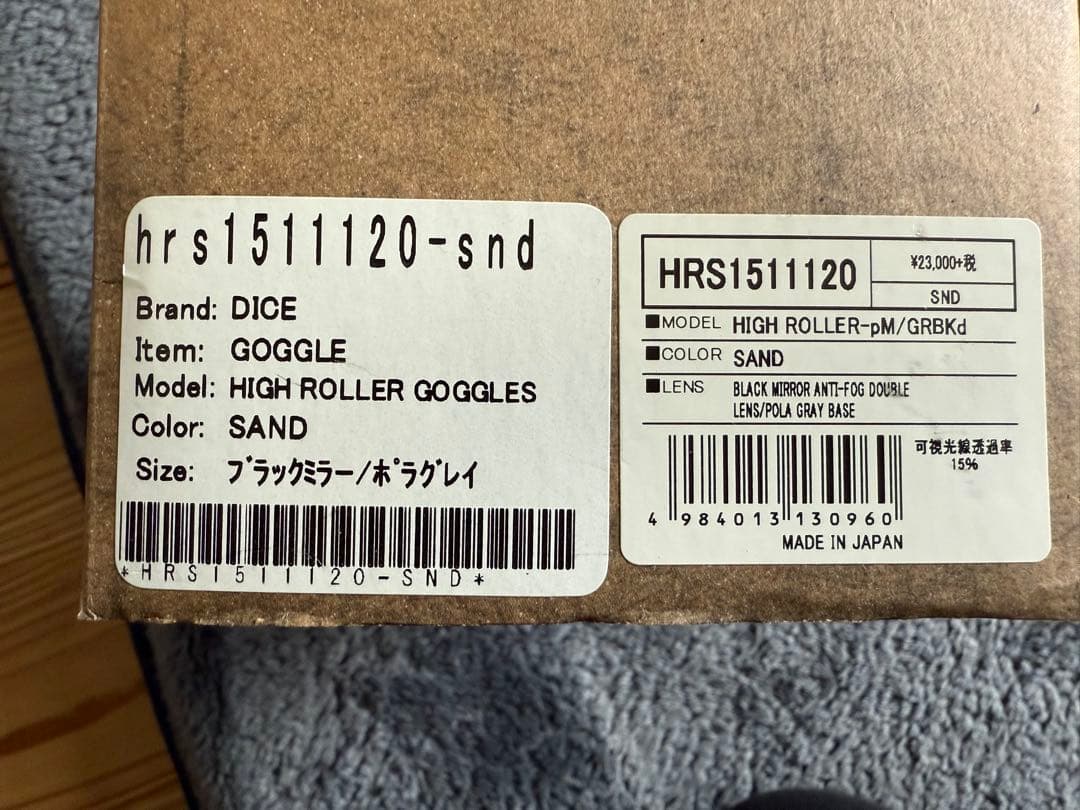 hrs1511120-snd
Brand: DICE
Item: GOGGLE
Model: HIGH ROLLER GOGGLES
Color: SAND
Size: ブラックミラー/ポラグレイ
*HRS1511120-SND*
HRS1511120
¥23,000+税
SND
■MODEL HIGH ROLLER-pM/GRBKd
■COLOR SAND
■LENS BLACK MIRROR ANTI-FOG DOUBLE
LENS/POLA GRAY BASE
可視光線透過率
15%
4 984013 130960
MADE IN JAPAN